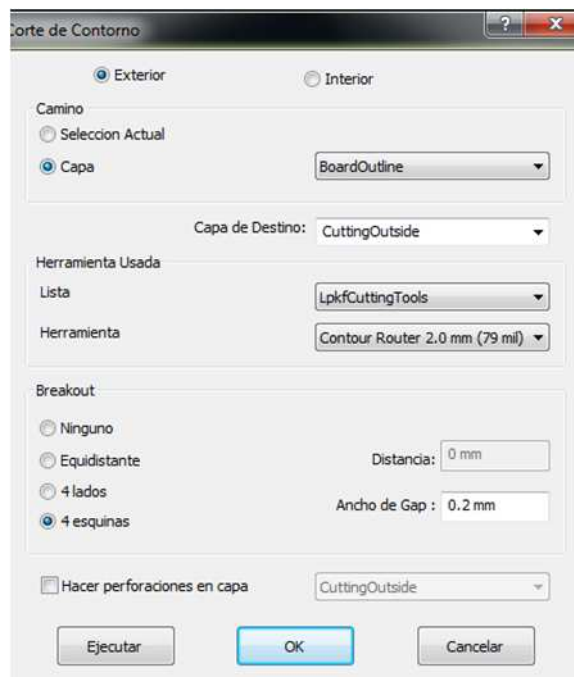 Corte de Contorno
Exterior
Interior
Camino
Seleccion Actual
Capa
BoardOutline
Capa de Destino:
CuttingOutside
Herramienta Usada
Lista
LpkfCuttingTools
Herramienta
Contour Router 2.0 mm (79 mil)
Breakout
Ninguno
Equidistante
Distancia:
0 mm
4 lados
Ancho de Gap :
0.2 mm
4 esquinas
Hacer perforaciones en capa
CuttingOutside
Ejecutar
OK
Cancelar